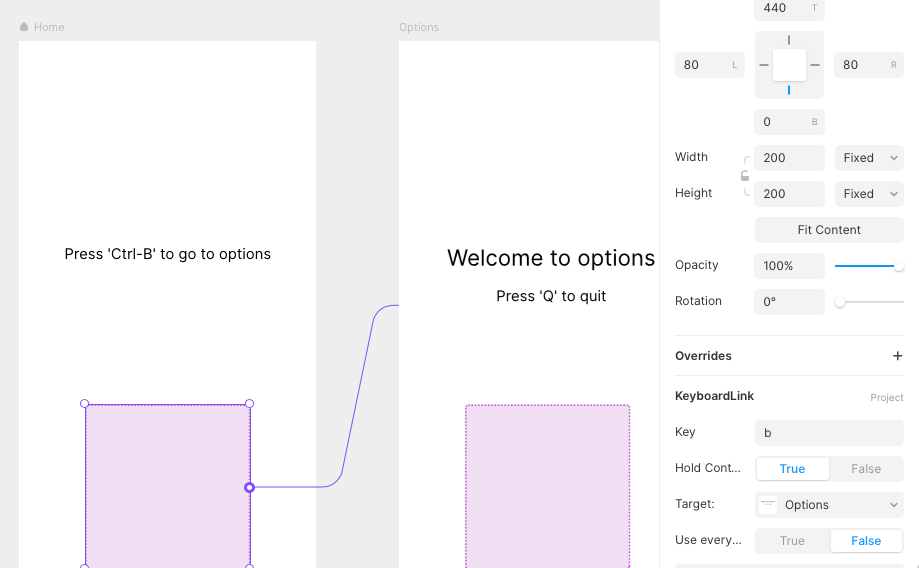 Home
Options
Press 'Ctrl-B' to go to options
Welcome to options
Press 'Q' to quit
440 T
80 L
80 R
0 B
Width 200 Fixed
Height 200 Fixed
Fit Content
Opacity 100%
Rotation 0°
Overrides +
KeyboardLink Project
Key b
Hold Cont... True False
Target: Options
Use every... True False